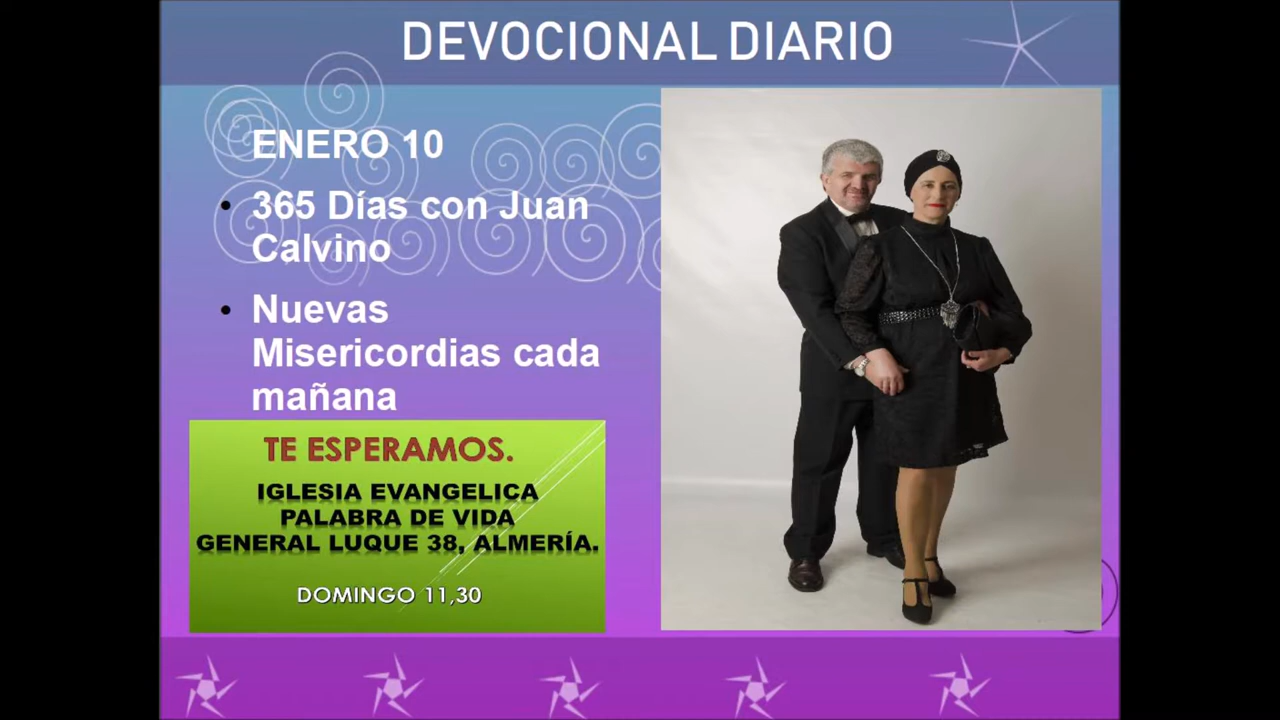 DEVOCIONAL DIARIO
ENERO 10
• 365 Días con Juan
Calvino
• Nuevas
Misericordias cada
mañana
TE ESPERAMOS.
IGLESIA EVANGELICA
PALABRA DE VIDA
GENERAL LUQUE 38, ALMERÍA.
DOMINGO 11,30